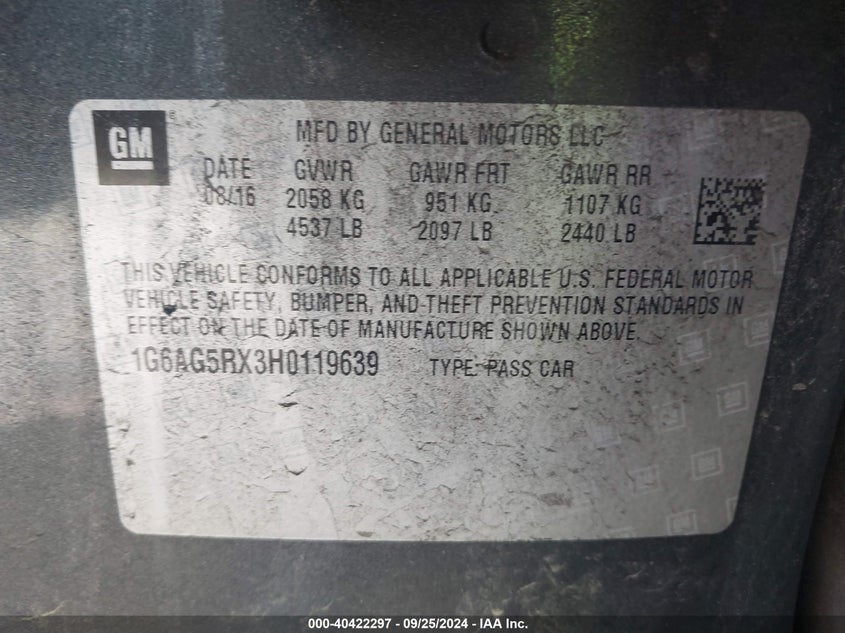 GM
MFD BY GENERAL MOTORS LLC
DATE GVWR GAWR FRT GAWR RR
08/16 2058 KG 951 KG 1107 KG
4537 LB 2097 LB 2440 LB
THIS VEHICLE CONFORMS TO ALL APPLICABLE U.S. FEDERAL MOTOR
VEHICLE SAFETY, BUMPER, AND THEFT PREVENTION STANDARDS IN
EFFECT ON THE DATE OF MANUFACTURE SHOWN ABOVE.
1G6AG5RX3H0119639 TYPE: PASS CAR
000-40422297 - 09/25/2024 - IAA Inc.